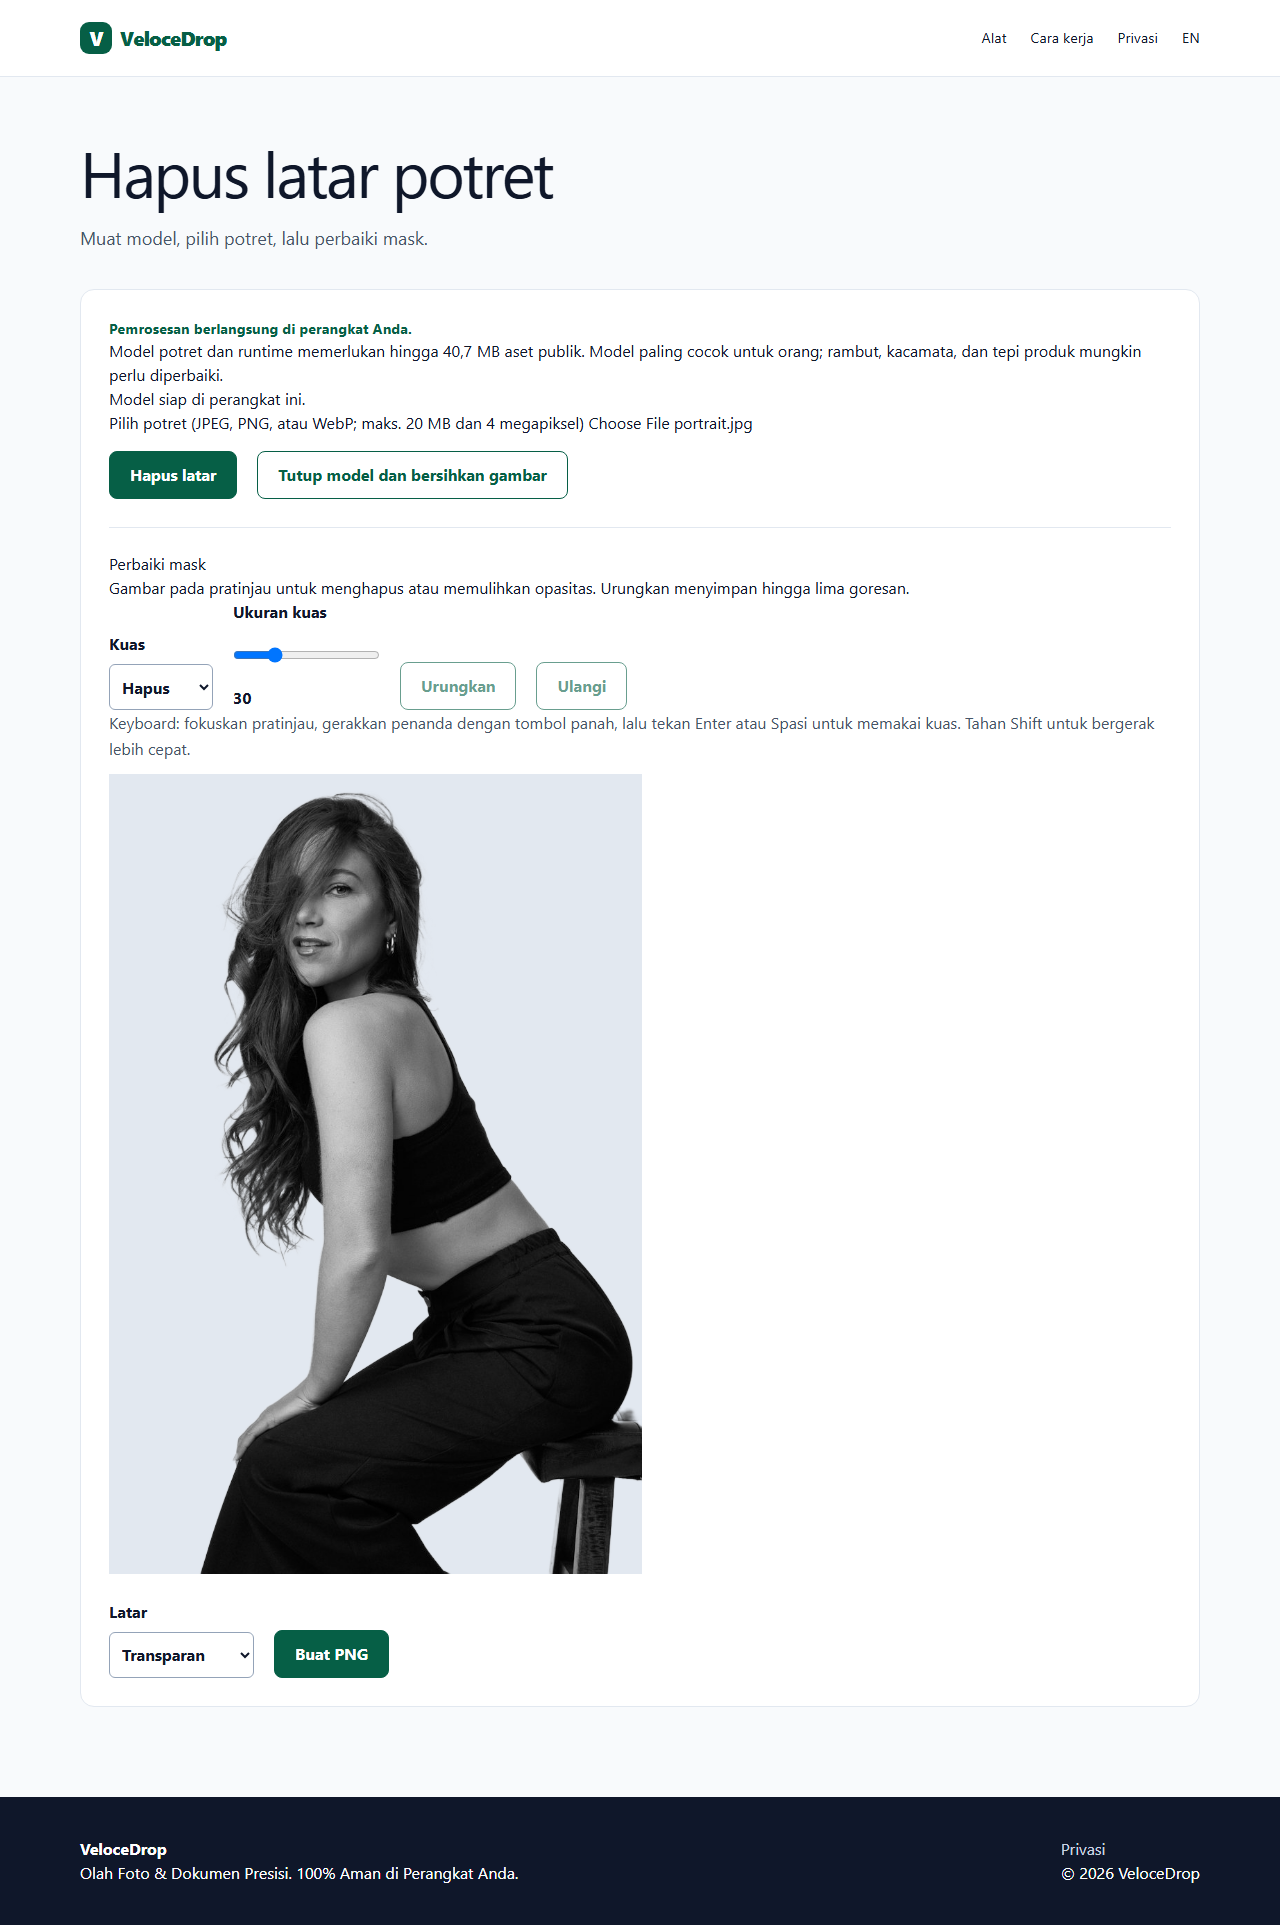 V VeloceDrop
Alat Cara kerja Privasi EN
Hapus latar potret
Muat model, pilih potret, lalu perbaiki mask.
Pemrosesan berlangsung di perangkat Anda.
Model potret dan runtime memerlukan hingga 40,7 MB aset publik. Model paling cocok untuk orang; rambut, kacamata, dan tepi produk mungkin
perlu diperbaiki.
Model siap di perangkat ini.
Pilih potret (JPEG, PNG, atau WebP; maks. 20 MB dan 4 megapiksel) Choose File portrait.jpg
Hapus latar Tutup model dan bersihkan gambar
Perbaiki mask
Gambar pada pratinjau untuk menghapus atau memulihkan opasitas. Urungkan menyimpan hingga lima goresan.
Kuas
Hapus
Ukuran kuas
30
Urungkan Ulangi
Keyboard: fokuskan pratinjau, gerakkan penanda dengan tombol panah, lalu tekan Enter atau Spasi untuk memakai kuas. Tahan Shift untuk bergerak
lebih cepat.
Latar
Transparan Buat PNG
VeloceDrop
Olah Foto & Dokumen Presisi. 100% Aman di Perangkat Anda.
Privasi
© 2026 VeloceDrop